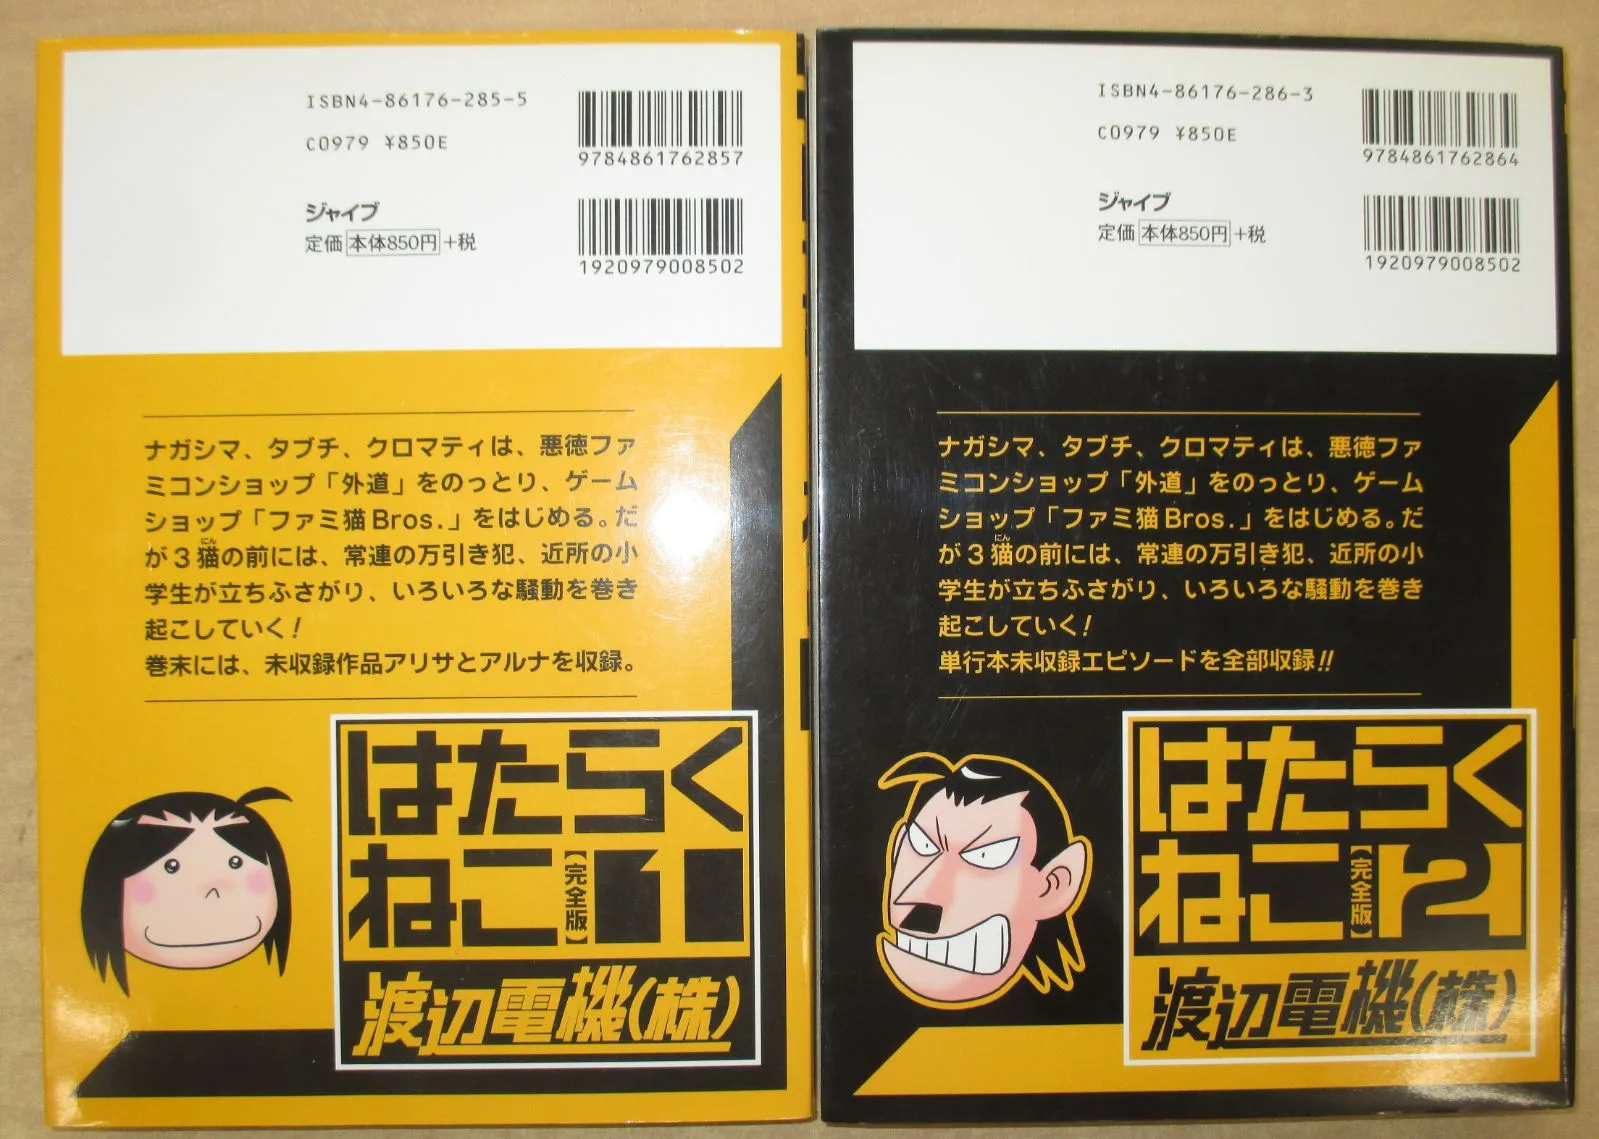 ISBN4-86176-285-5
C0979 ¥850E
9784861762857
ジャイブ
定価 本体850円 +税
1920979008502
ナガシマ、タブチ、クロマティは、悪徳ファ
ミコンショップ「外道」をのっとり、ゲーム
ショップ「ファミ猫Bros.」をはじめる。だ
にん
が3猫の前には、常連の万引き犯、近所の小
学生が立ちふさがり、いろいろな騒動を巻き
起こしていく!
巻末には、未収録作品アリサとアルナを収録。
はたらく
ねこ
【完全版】
1
渡辺電機(株)
ISBN4-86176-286-3
C0979 ¥850E
9784861762864
ジャイブ
定価 本体850円 +税
1920979008502
ナガシマ、タブチ、クロマティは、悪徳ファ
ミコンショップ「外道」をのっとり、ゲーム
ショップ「ファミ猫Bros.」をはじめる。だ
にん
が3猫の前には、常連の万引き犯、近所の小
学生が立ちふさがり、いろいろな騒動を巻き
起こしていく!
単行本未収録エピソードを全部収録!!
はたらく
ねこ
【完全版】
2
渡辺電機(株)